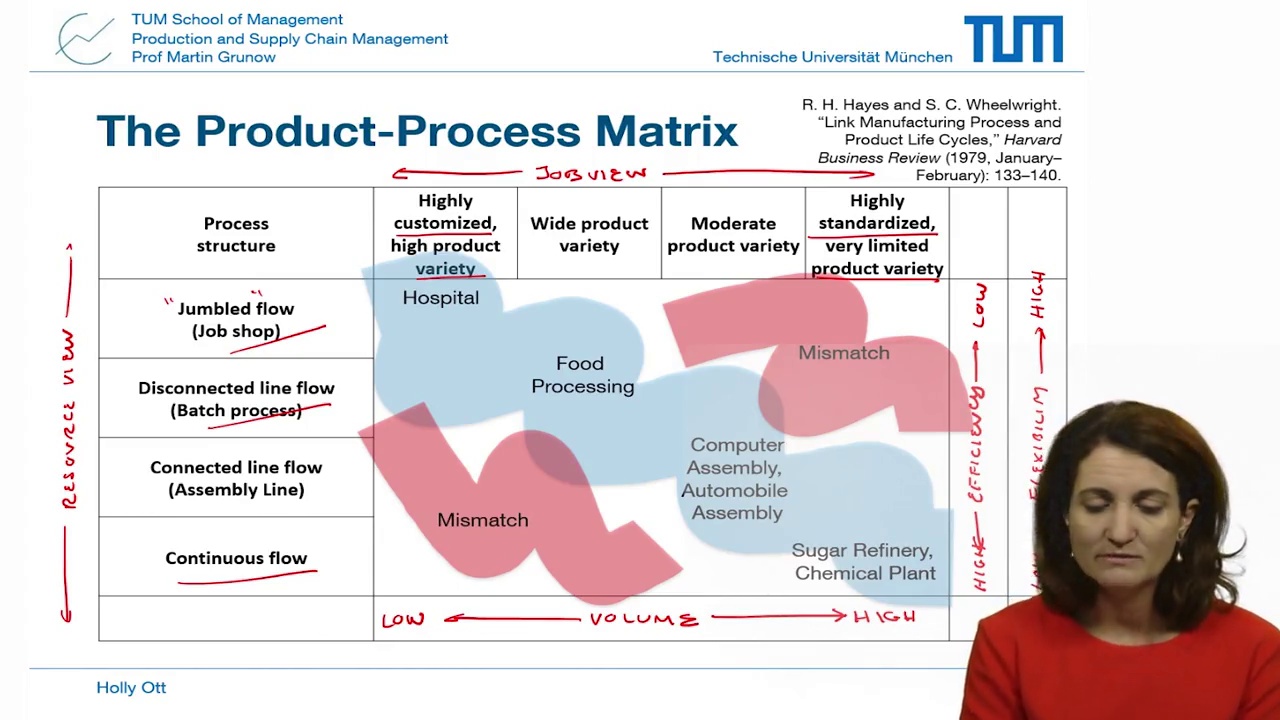 TUM School of Management
Production and Supply Chain Management
Prof Martin Grunow
Technische Universität München
TUM
The Product-Process Matrix
R. H. Hayes and S. C. Wheelwright.
“Link Manufacturing Process and
Product Life Cycles,” Harvard
Business Review (1979, January–
February): 133–140.
JOB VIEW
Process
structure
Highly
customized,
high product
variety
Wide product
variety
Moderate
product variety
Highly
standardized,
very limited
product variety
RESOURCE VIEW
"Jumbled" flow
(Job shop)
Disconnected line flow
(Batch process)
Connected line flow
(Assembly Line)
Continuous flow
Hospital
Food
Processing
Mismatch
Computer
Assembly,
Automobile
Assembly
Mismatch
Sugar Refinery,
Chemical Plant
HIGH EFFICIENCY LOW
HIGH
LOW VOLUME HIGH
Holly Ott